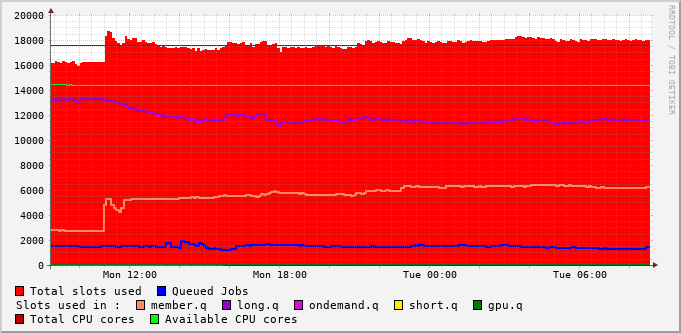 20000
18000
16000
14000
12000
10000
8000
6000
4000
2000
0
Mon 12:00 Mon 18:00 Tue 00:00 Tue 06:00
RRDTOOL / TOBI OETIKER
Total slots used Queued Jobs
Slots used in : member.q long.q ondemand.q short.q gpu.q
Total CPU cores Available CPU cores